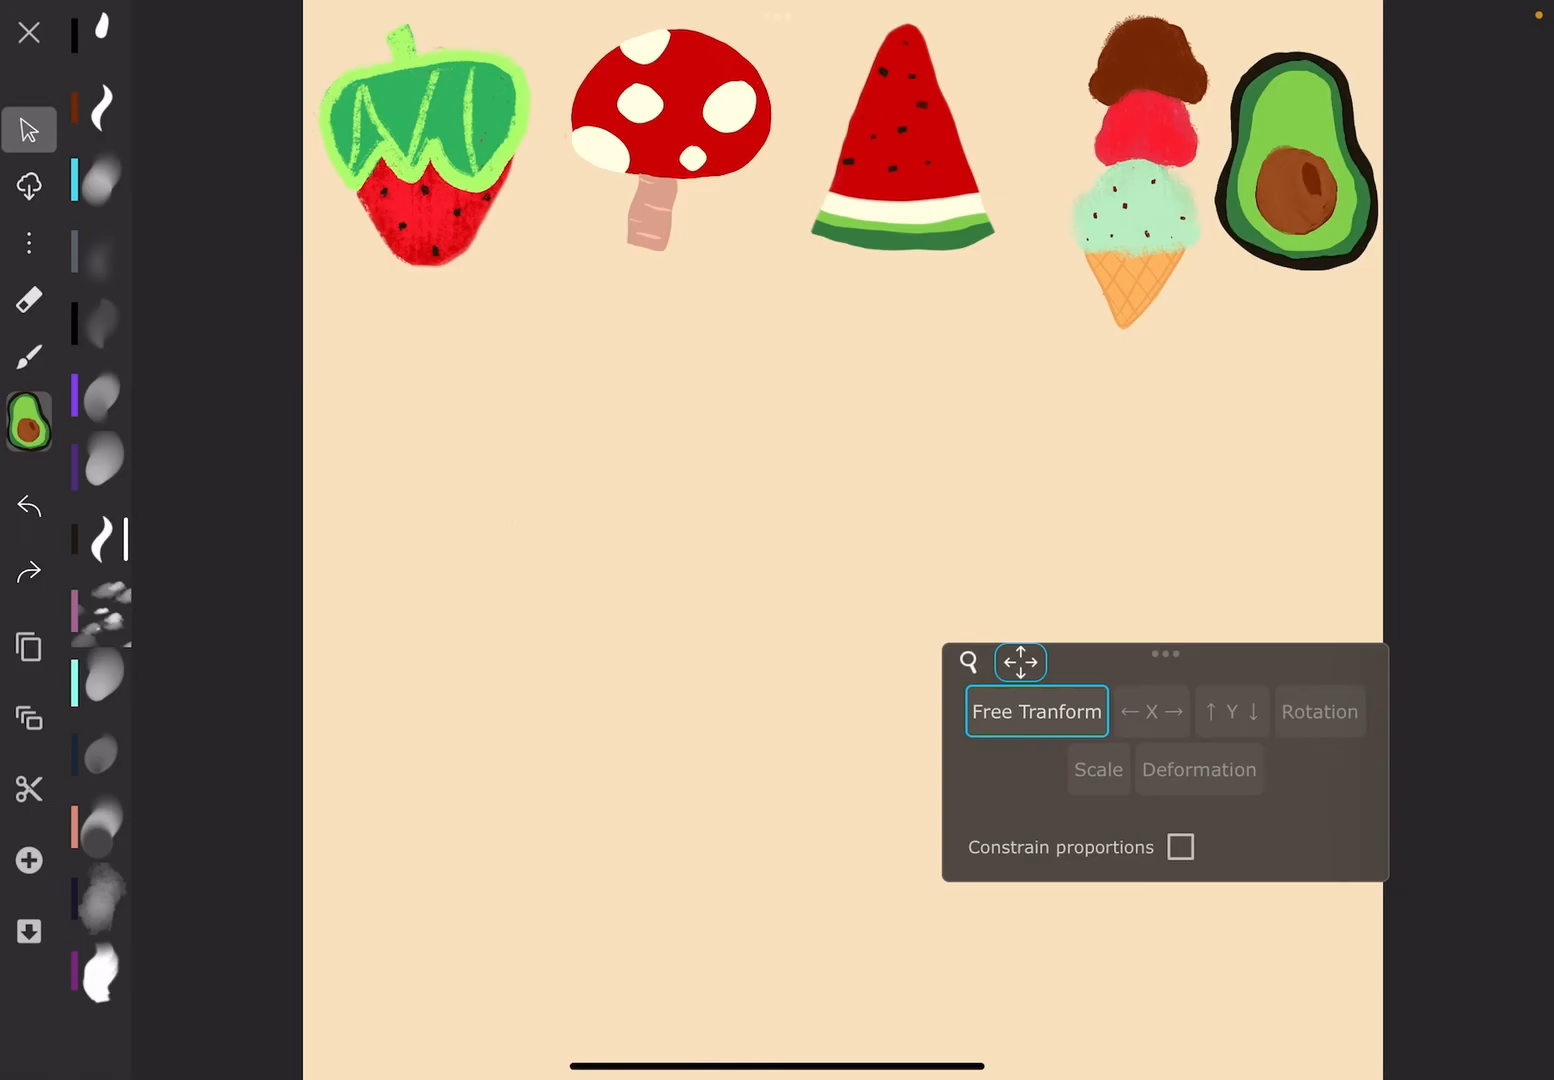 Free Tranform ← X → ↑ Y ↓ Rotation
Scale Deformation
Constrain proportions